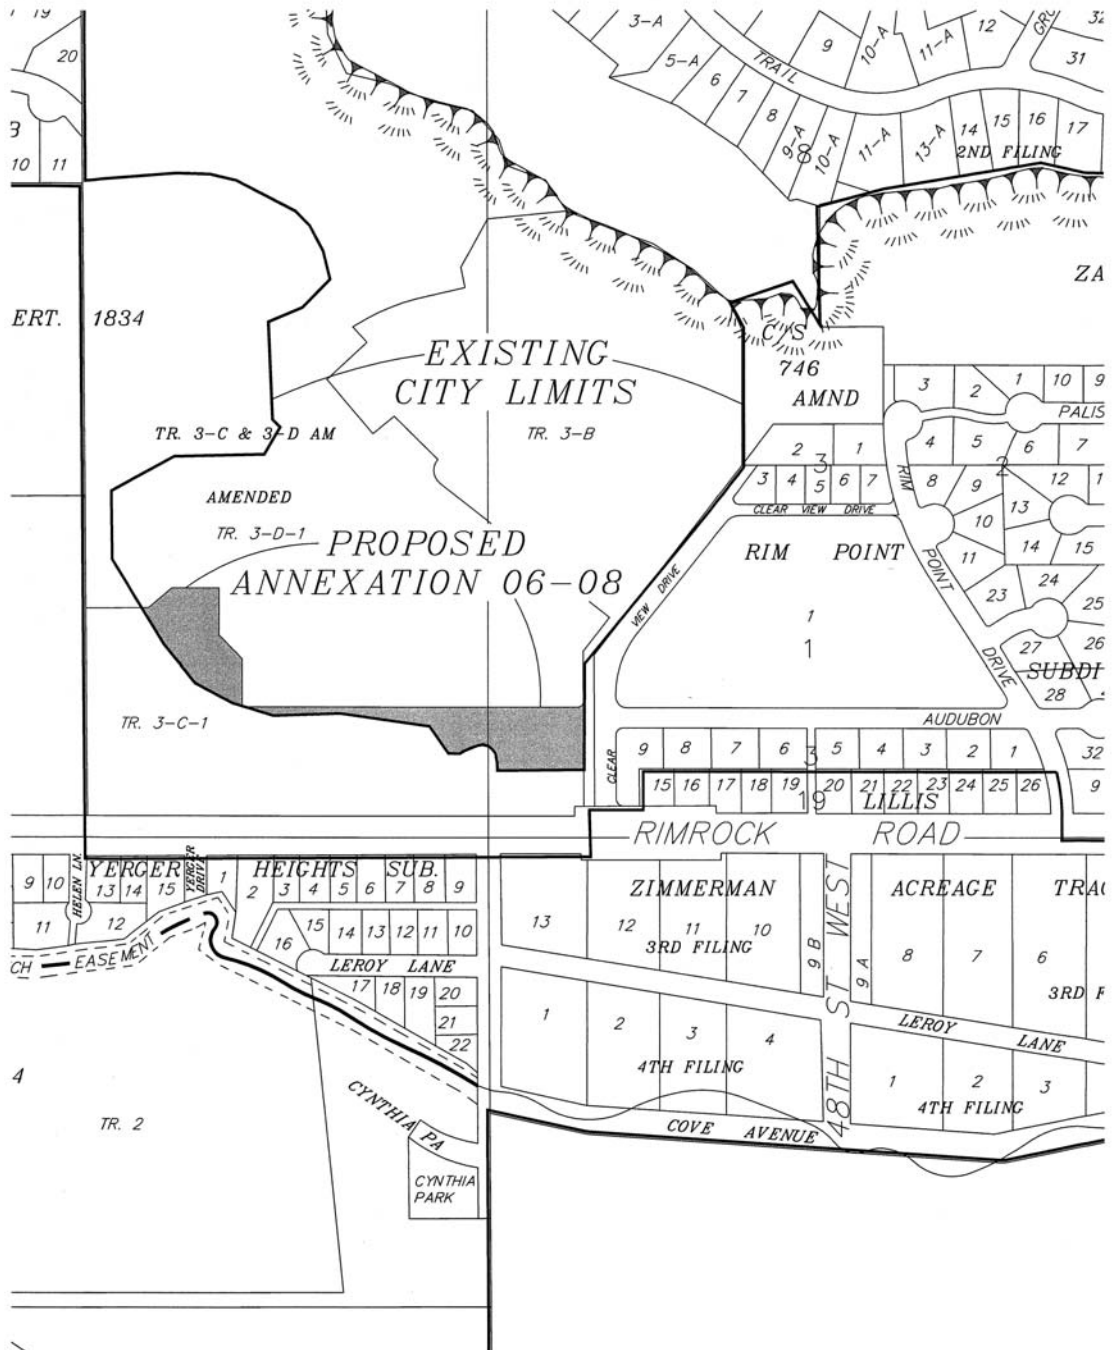 19
20
3-A
5-A
6
7
8
9-A
10-A
8
TRAIL
9
10-A
11-A
12
32
31
11-A
13-A
14
15
16
17
2ND FILING
10
11
ERT. 1834
ZA
EXISTING
CITY LIMITS
C/S
746
AMND
TR. 3-C & 3-D AM
TR. 3-B
AMENDED
TR. 3-D-1
PROPOSED
ANNEXATION 06-08
TR. 3-C-1
3
2
1
10
9
PALIS
4
5
6
7
2
8
9
10
11
12
13
14
15
23
24
25
26
27
28
SUBDI
2
1
3
3
4
5
6
7
CLEAR VIEW DRIVE
RIM POINT
RIM
POINT
DRIVE
VIEW DRIVE
1
1
AUDUBON
CLEAR
9
8
7
6
3
5
4
3
2
1
32
15
16
17
18
19
19
20
21
22
23
24
25
26
9
LILLIS
RIMROCK ROAD
YERGER
HEIGHTS SUB.
9
10
HELEN LN.
13
14
15
YERGER DRIVE
1
2
3
4
5
6
7
8
9
11
12
CH
EASEMENT
16
15
14
13
12
11
10
LEROY LANE
17
18
19
20
21
22
ZIMMERMAN
ACREAGE
TRAC
13
12
11
10
3RD FILING
9 B
9 A
8
7
6
3RD F
48TH ST WEST
LEROY LANE
1
2
3
4
4TH FILING
1
2
3
4TH FILING
COVE AVENUE
CYNTHIA PA
CYNTHIA
PARK
4
TR. 2